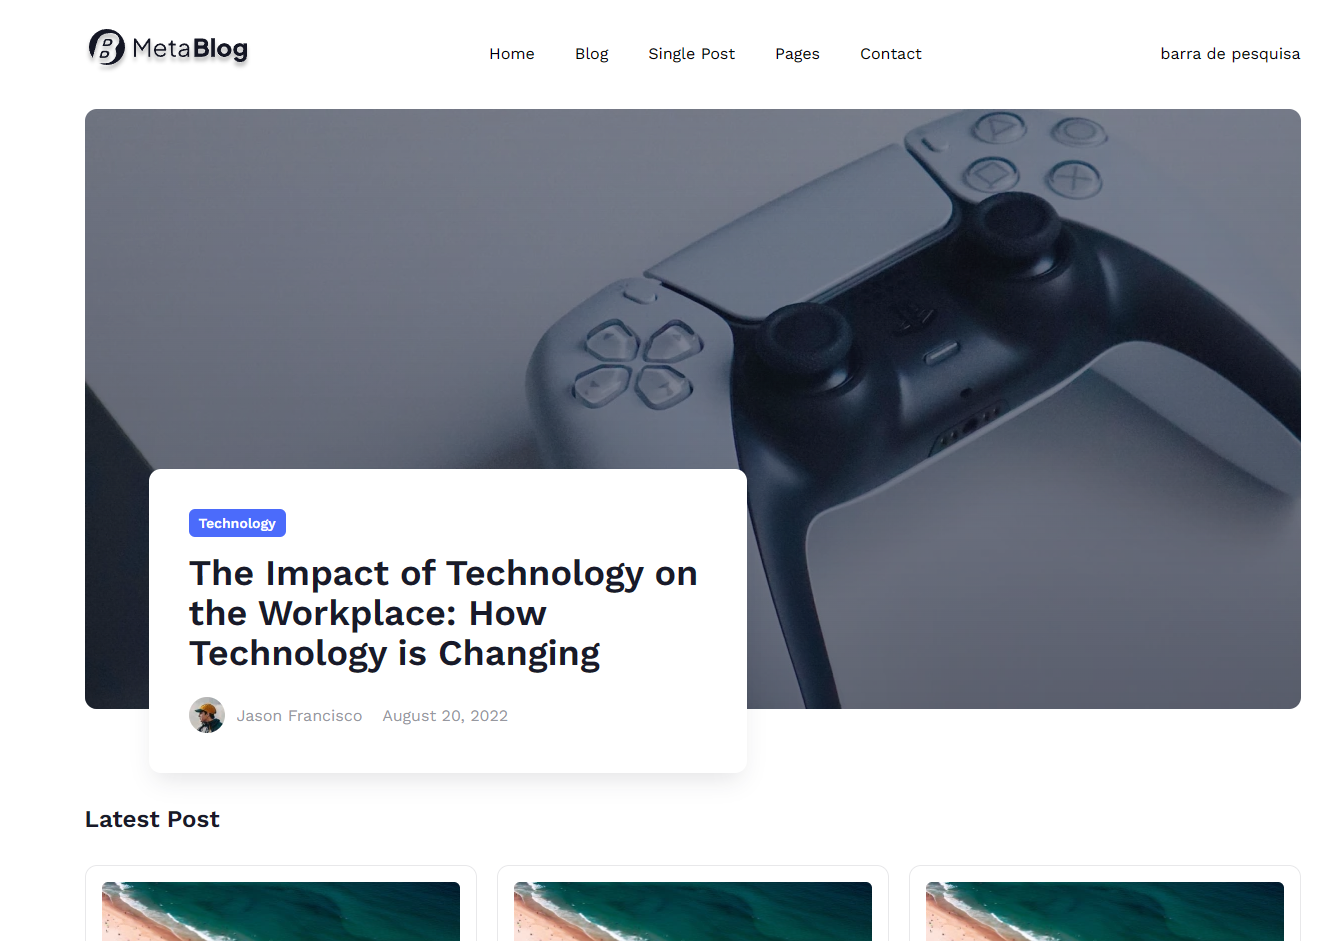 MetaBlog
Home Blog Single Post Pages Contact barra de pesquisa
Technology
The Impact of Technology on
the Workplace: How
Technology is Changing
Jason Francisco August 20, 2022
Latest Post